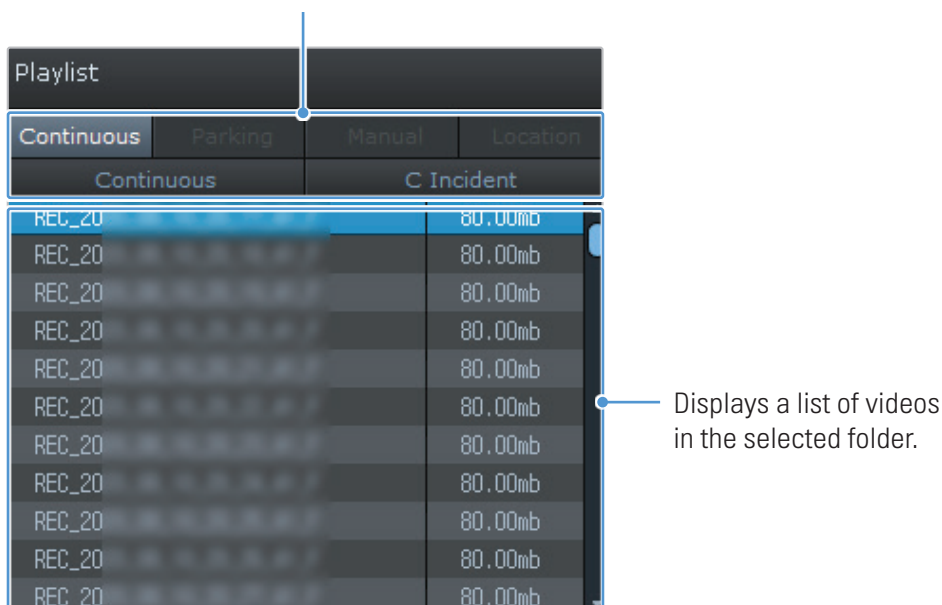 Playlist
Continuous Parking Manual Location
Continuous C Incident
REC_20 80.00mb
REC_20 80.00mb
REC_20 80.00mb
REC_20 80.00mb
REC_20 80.00mb
REC_20 80.00mb
Displays a list of videos
in the selected folder.
REC_20 80.00mb
REC_20 80.00mb
REC_20 80.00mb
REC_20 80.00mb
REC_20 80.00mb